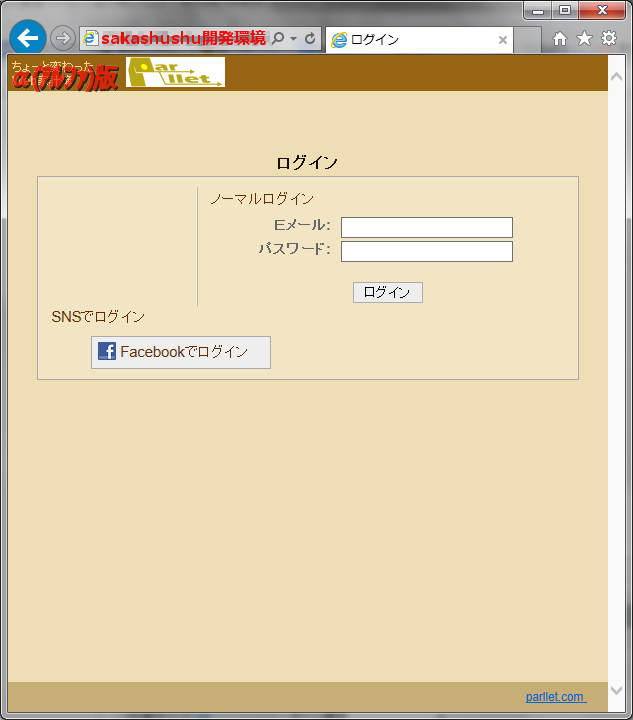 sakashushu開発環境
ログイン
ちょっと変わった
α(アルファ)版
Parllet
ログイン
ノーマルログイン
Eメール:
パスワード:
ログイン
SNSでログイン
Facebookでログイン
parllet.com